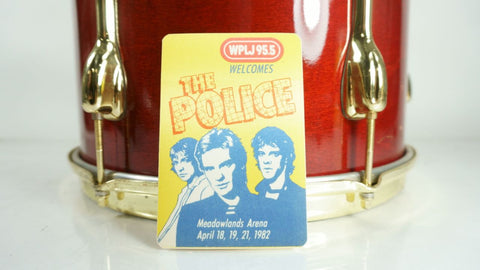 WPLJ 95.5
WELCOMES
THE
POLICE
Meadowlands Arena
April 18, 19, 21, 1982